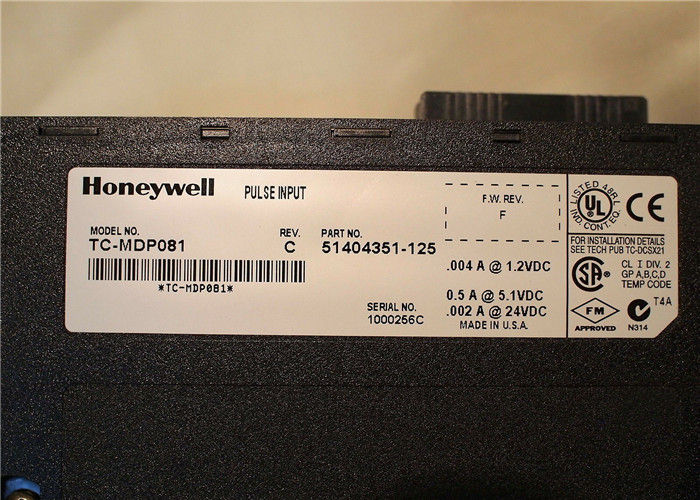 Honeywell PULSE INPUT
F.W. REV.
F
MODEL NO. REV. PART NO.
TC-MDP081 C 51404351-125
*TC-MDP081*
.004 A @ 1.2VDC
0.5 A @ 5.1VDC
.002 A @ 24VDC
MADE IN U.S.A.
SERIAL NO.
1000256C
LISTED 48RL
UL
IND. CONT. EQ.
CE
FOR INSTALLATION DETAILS
SEE TECH PUB TC-DCSX21
SA
CL I DIV. 2
GP A,B,C,D
TEMP CODE
T4A
FM
APPROVED
N314